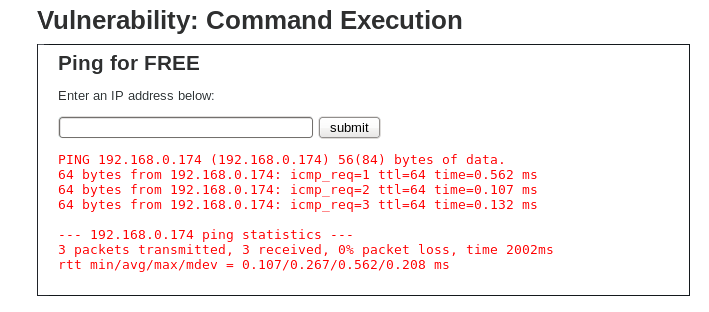 Vulnerability: Command Execution
Ping for FREE
Enter an IP address below:
submit
PING 192.168.0.174 (192.168.0.174) 56(84) bytes of data.
64 bytes from 192.168.0.174: icmp_req=1 ttl=64 time=0.562 ms
64 bytes from 192.168.0.174: icmp_req=2 ttl=64 time=0.107 ms
64 bytes from 192.168.0.174: icmp_req=3 ttl=64 time=0.132 ms
--- 192.168.0.174 ping statistics ---
3 packets transmitted, 3 received, 0% packet loss, time 2002ms
rtt min/avg/max/mdev = 0.107/0.267/0.562/0.208 ms